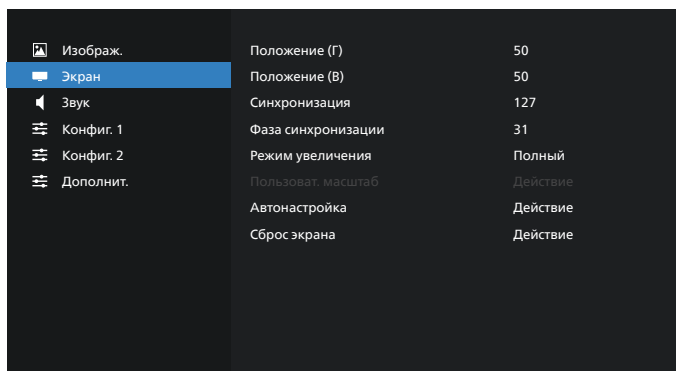 Изображ.
Экран
Звук
Конфиг. 1
Конфиг. 2
Дополнит.
Положение (Г) 50
Положение (В) 50
Синхронизация 127
Фаза синхронизации 31
Режим увеличения Полный
Пользоват. масштаб Действие
Автонастройка Действие
Сброс экрана Действие